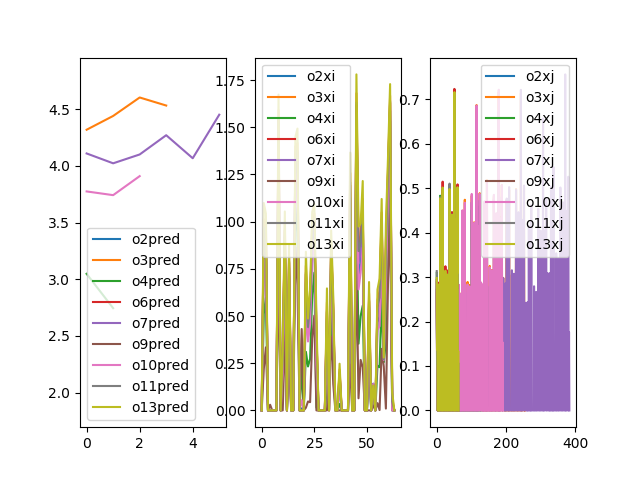 4.5
4.0
3.5
3.0
2.5
2.0
0
2
4
o2pred
o3pred
o4pred
o6pred
o7pred
o9pred
o10pred
o11pred
o13pred
1.75
1.50
1.25
1.00
0.75
0.50
0.25
0.00
0
25
50
o2xi
o3xi
o4xi
o6xi
o7xi
o9xi
o10xi
o11xi
o13xi
0.7
0.6
0.5
0.4
0.3
0.2
0.1
0.0
0
200
400
o2xj
o3xj
o4xj
o6xj
o7xj
o9xj
o10xj
o11xj
o13xj